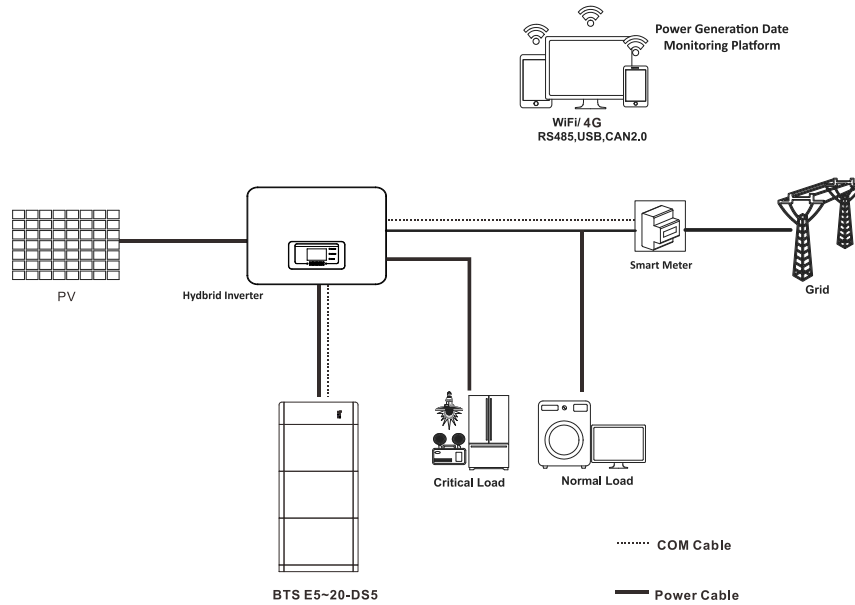 Power Generation Date
Monitoring Platform
WiFi/ 4G
RS485,USB,CAN2.0
Smart Meter
Grid
PV
Hydbrid Inverter
Critical Load
Normal Load
COM Cable
BTS E5~20-DS5
Power Cable